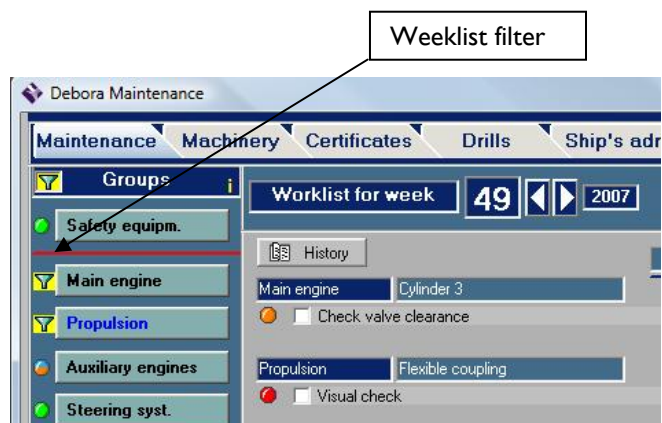 Weeklist filter
Debora Maintenance
Maintenance Machinery Certificates Drills Ship's adr
Groups i
Worklist for week 49 2007
Safety equipm.
History
Main engine
Main engine Cylinder 3
Check valve clearance
Propulsion
Auxiliary engines
Propulsion Flexible coupling
Visual check
Steering syst.